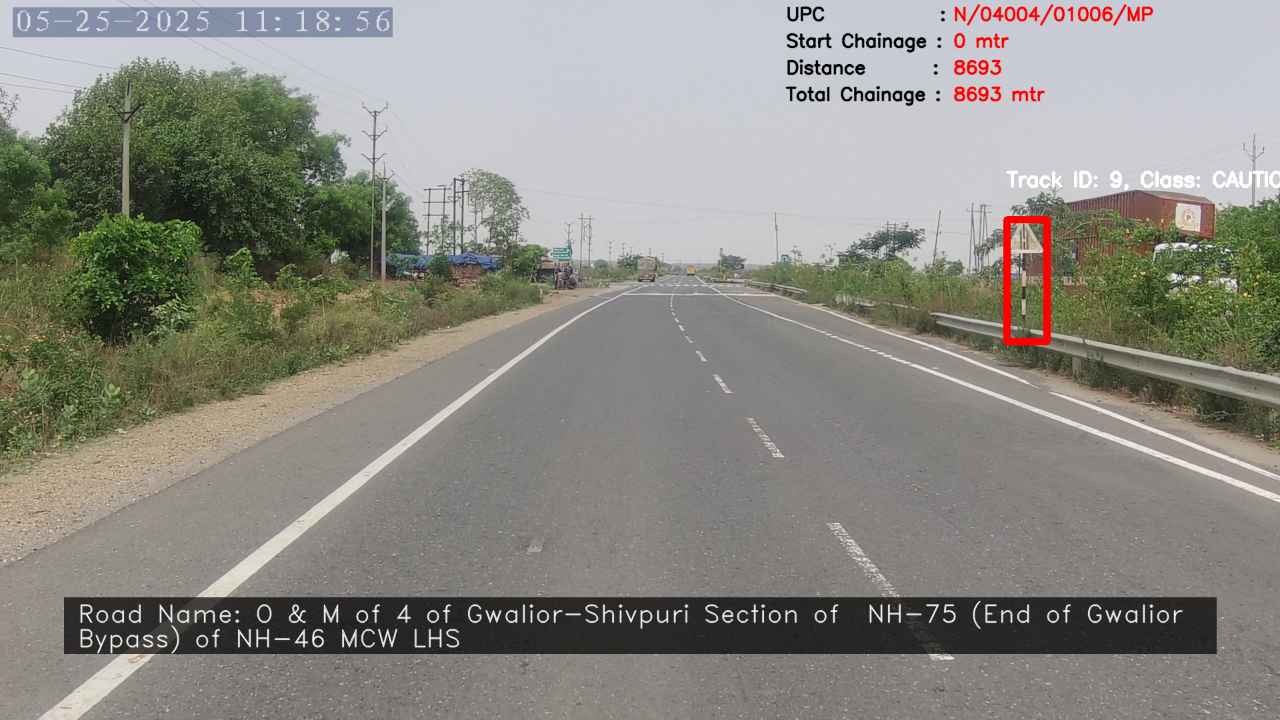 05-25-2025 11:18:56
UPC : N/04004/01006/MP
Start Chainage : 0 mtr
Distance : 8693
Total Chainage : 8693 mtr
Track ID: 9, Class: CAUTIO
Road Name: O & M of 4 of Gwalior-Shivpuri Section of NH-75 (End of Gwalior
Bypass) of NH-46 MCW LHS